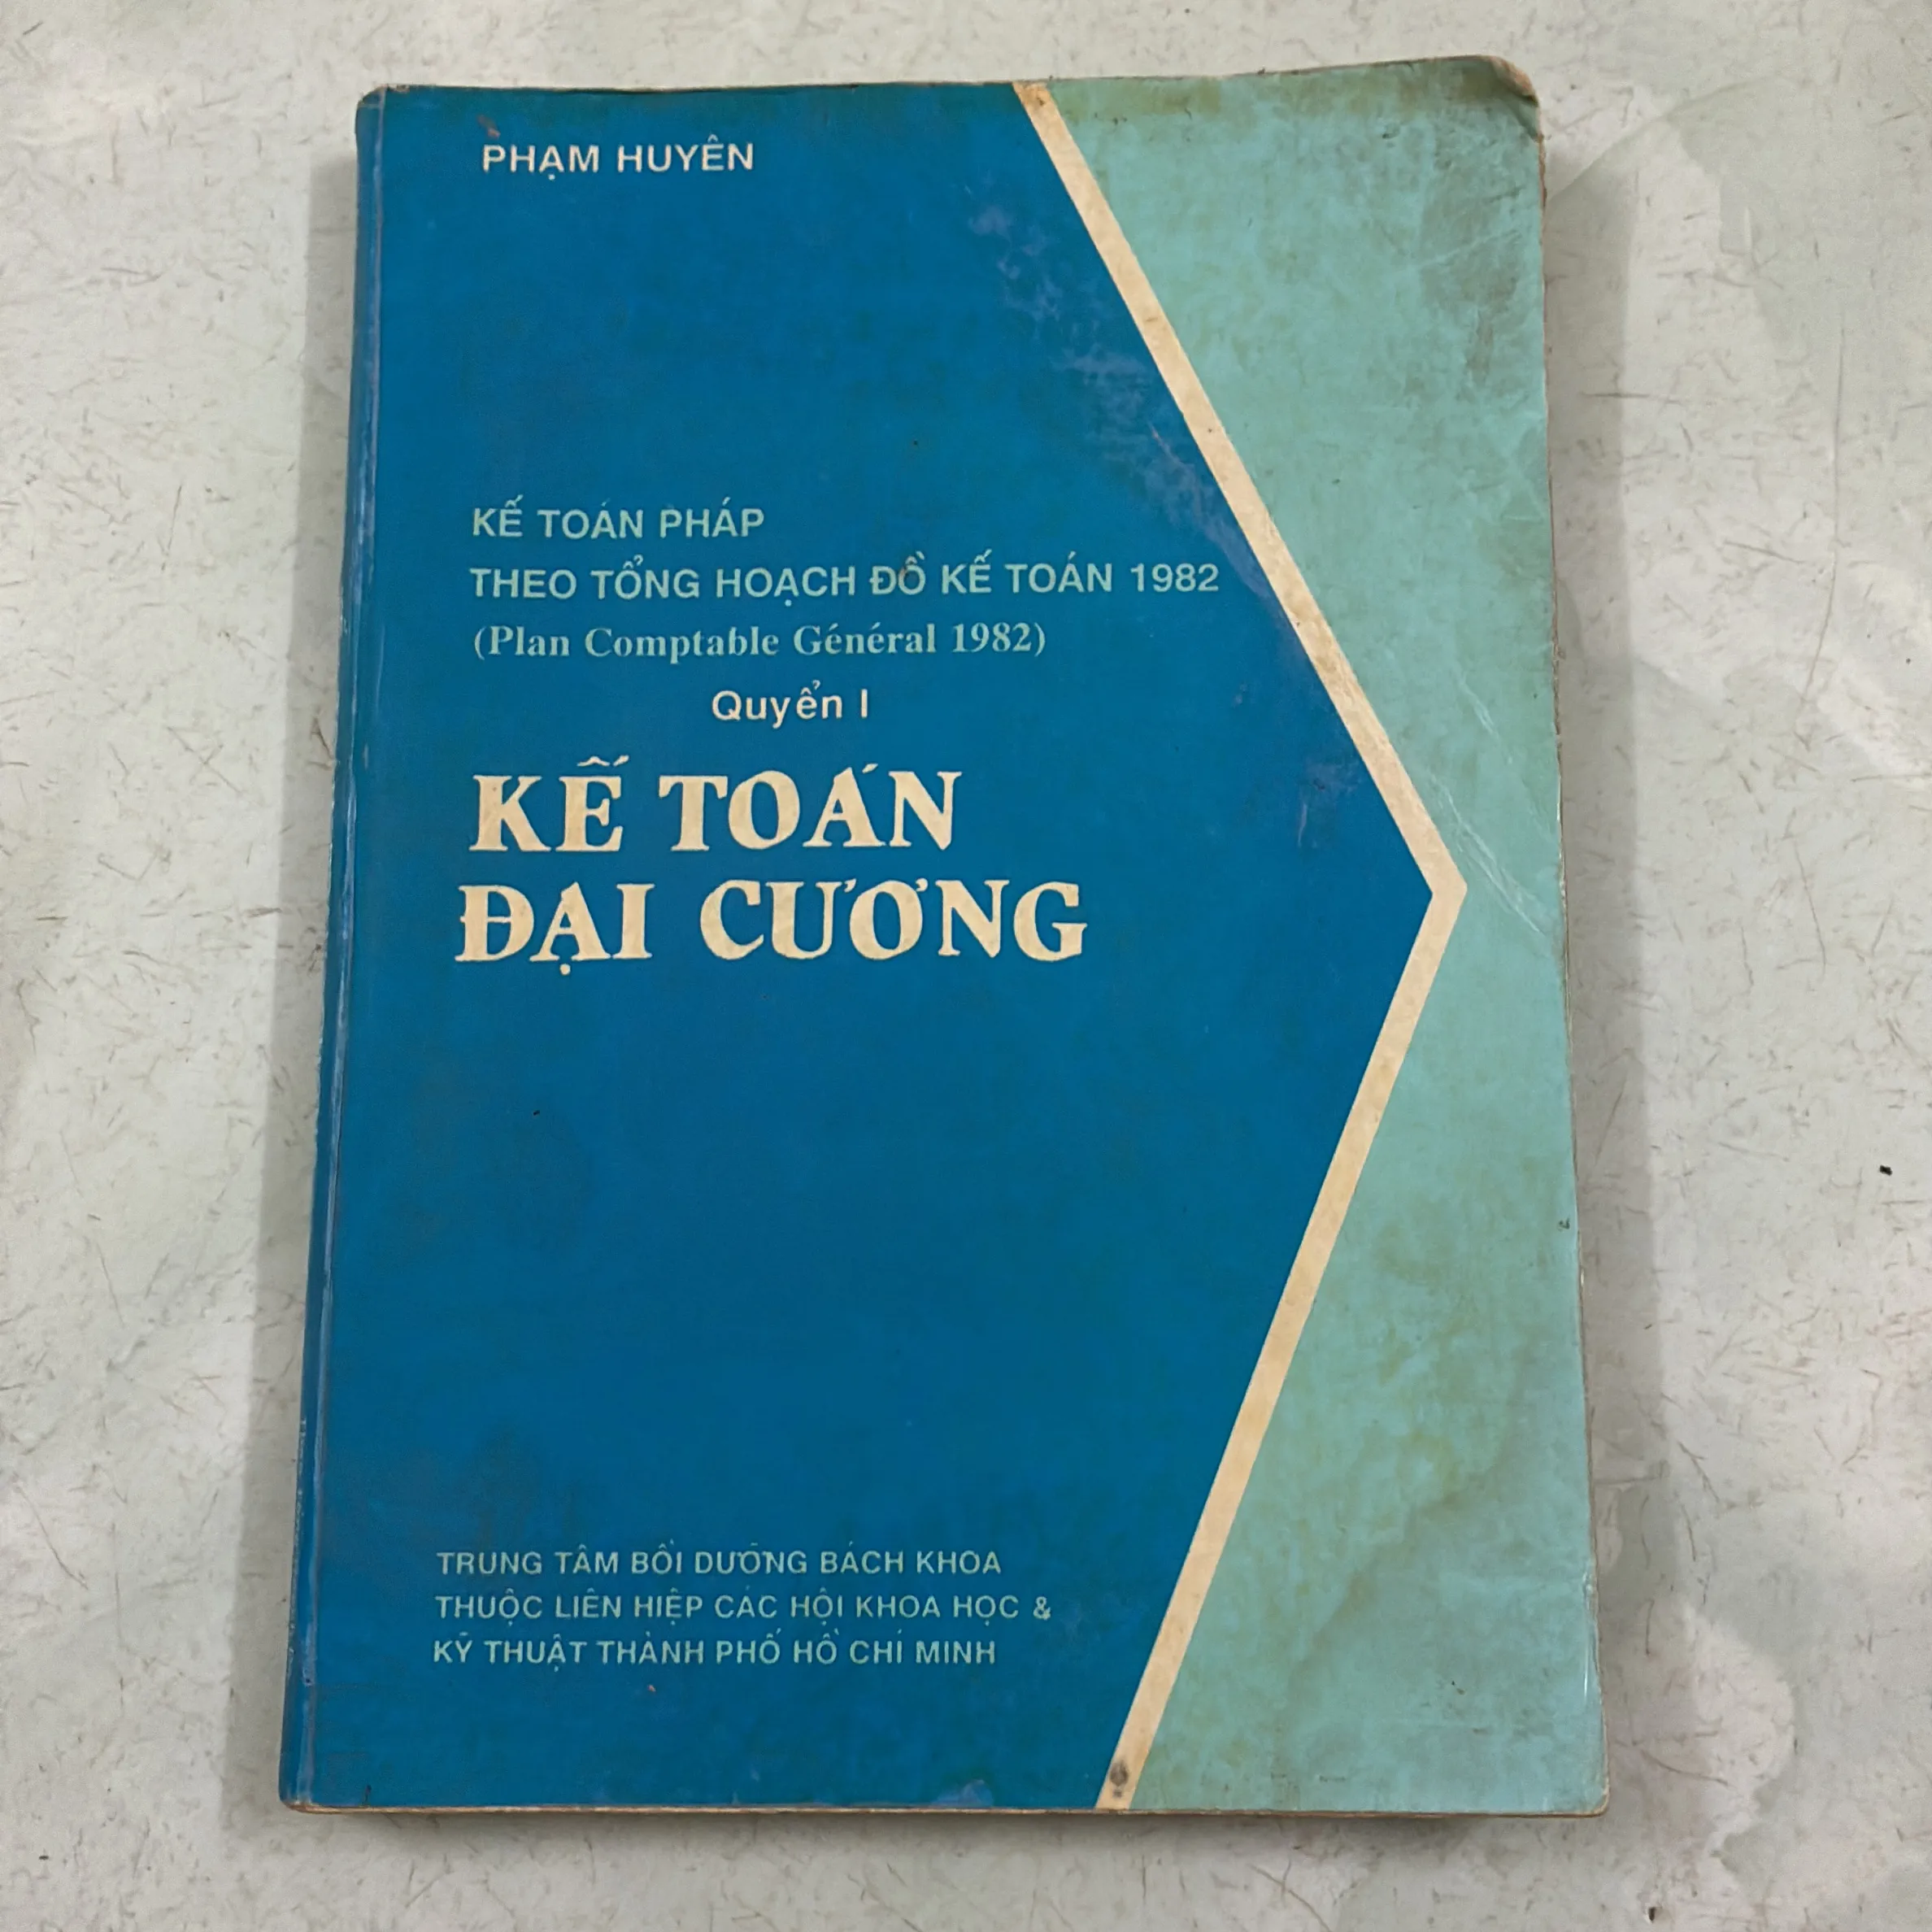 PHẠM HUYÊN
KẾ TOÁN PHÁP
THEO TỔNG HOẠCH ĐỒ KẾ TOÁN 1982
(Plan Comptable Général 1982)
Quyển I
KẾ TOÁN
ĐẠI CƯƠNG
TRUNG TÂM BỒI DƯỠNG BÁCH KHOA
THUỘC LIÊN HIỆP CÁC HỘI KHOA HỌC &
KỸ THUẬT THÀNH PHỐ HỒ CHÍ MINH